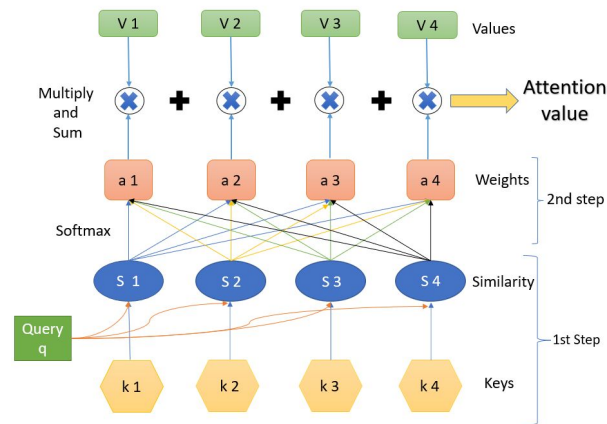 V 1
V 2
V 3
V 4
Values
Multiply
and
Sum
Attention
value
a 1
a 2
a 3
a 4
Weights
2nd step
Softmax
S 1
S 2
S 3
S 4
Similarity
Query
q
1st Step
k 1
k 2
k 3
k 4
Keys